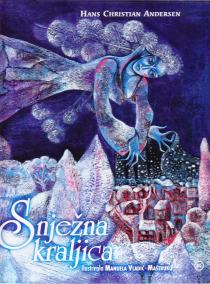 HANS CHRISTIAN ANDERSEN
Snježna
kraljica
Ilustrirala MANUELA VLADIĆ-MAŠTRUKO